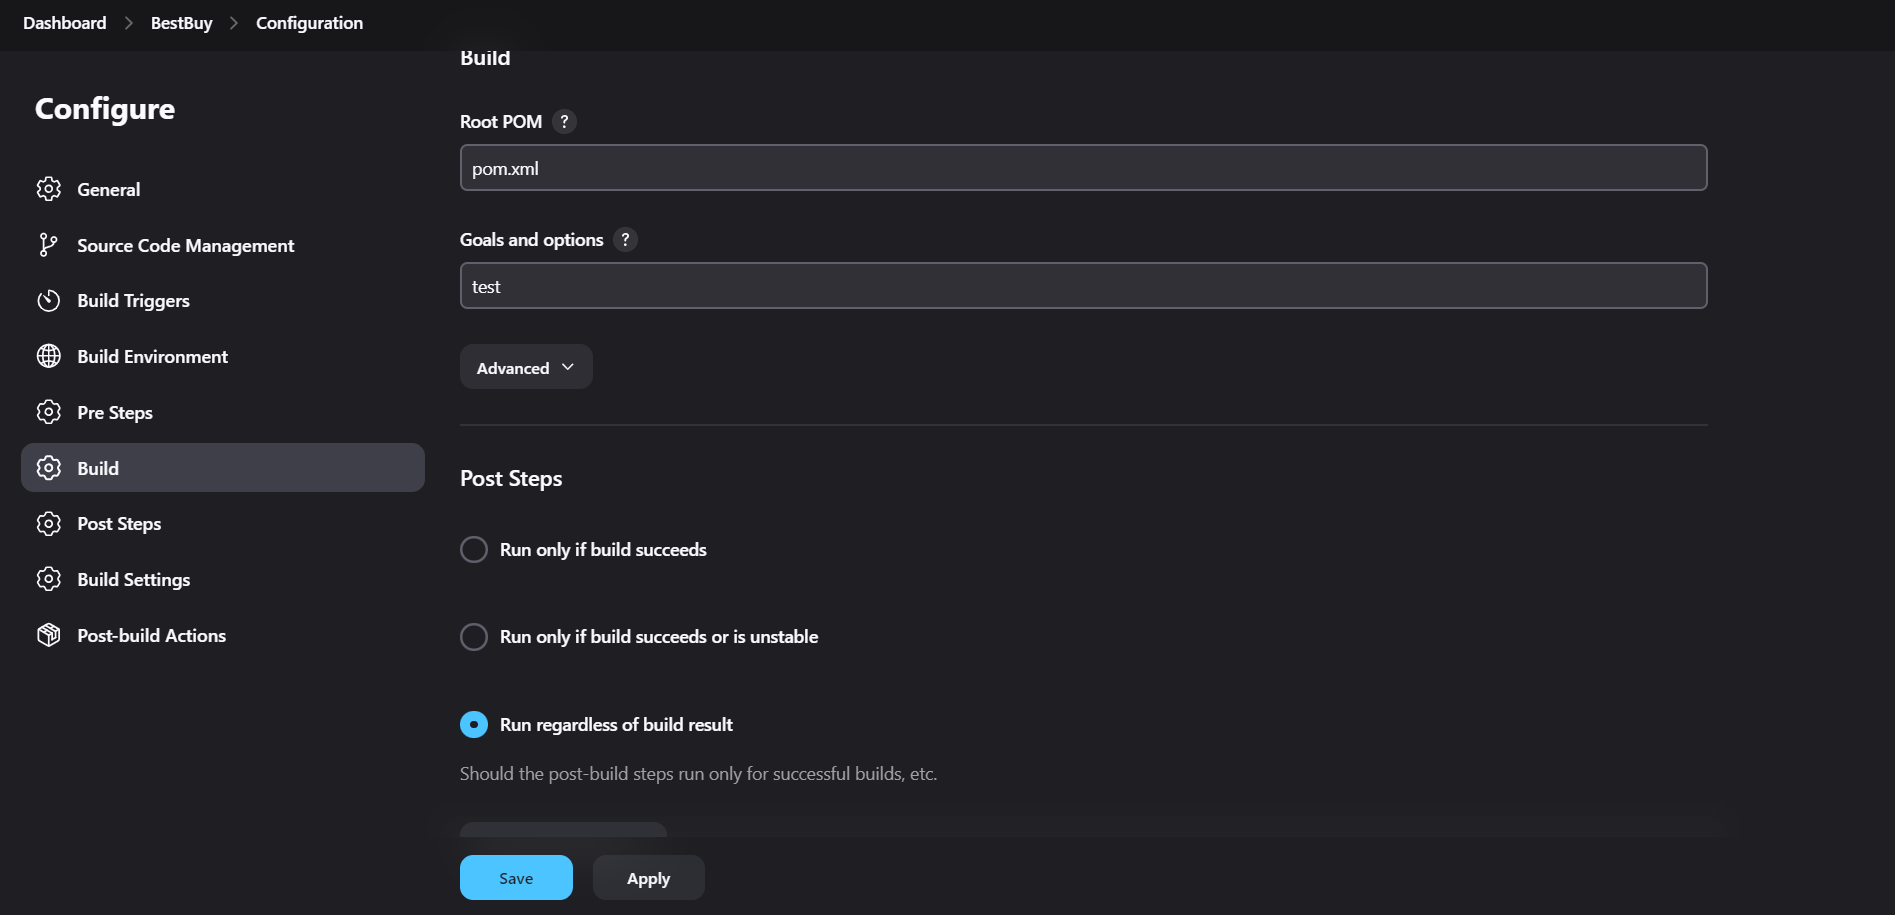 Dashboard > BestBuy > Configuration
Configure
General
Source Code Management
Build Triggers
Build Environment
Pre Steps
Build
Post Steps
Build Settings
Post-build Actions
Build
Root POM ?
pom.xml
Goals and options ?
test
Advanced
Post Steps
Run only if build succeeds
Run only if build succeeds or is unstable
Run regardless of build result
Should the post-build steps run only for successful builds, etc.
Save Apply